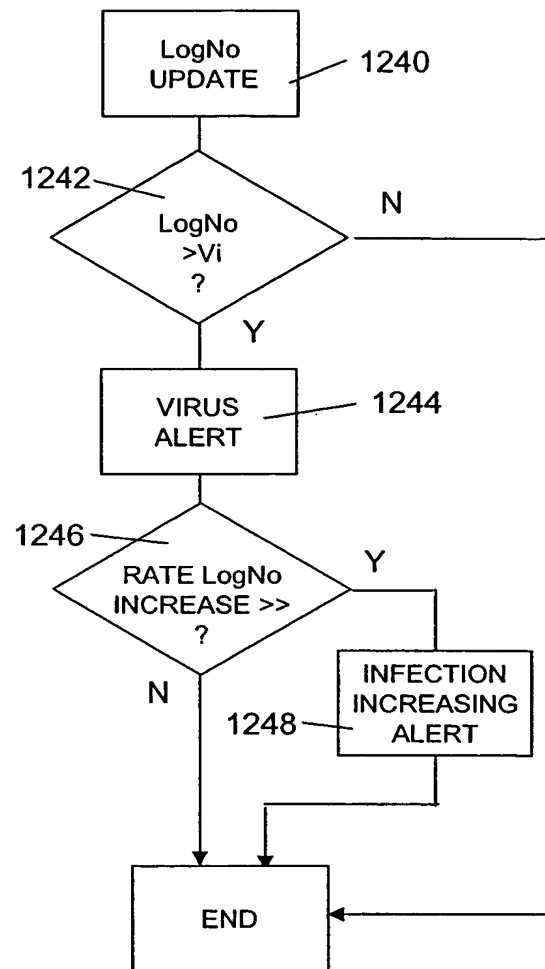 LogNo
UPDATE
1240
1242
LogNo
>Vi
?
N
Y
VIRUS
ALERT
1244
1246
RATE LogNo
INCREASE >>
?
Y
N
INFECTION
INCREASING
ALERT
1248
END